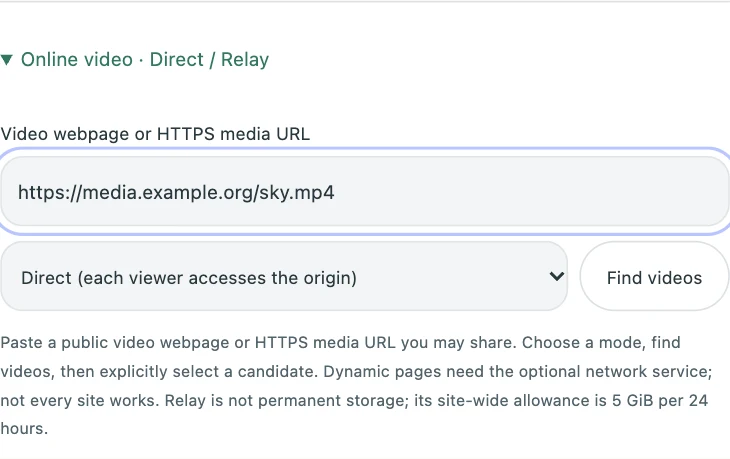 ▼ Online video · Direct / Relay
Video webpage or HTTPS media URL
https://media.example.org/sky.mp4
Direct (each viewer accesses the origin)
Find videos
Paste a public video webpage or HTTPS media URL you may share. Choose a mode, find
videos, then explicitly select a candidate. Dynamic pages need the optional network service;
not every site works. Relay is not permanent storage; its site-wide allowance is 5 GiB per 24
hours.